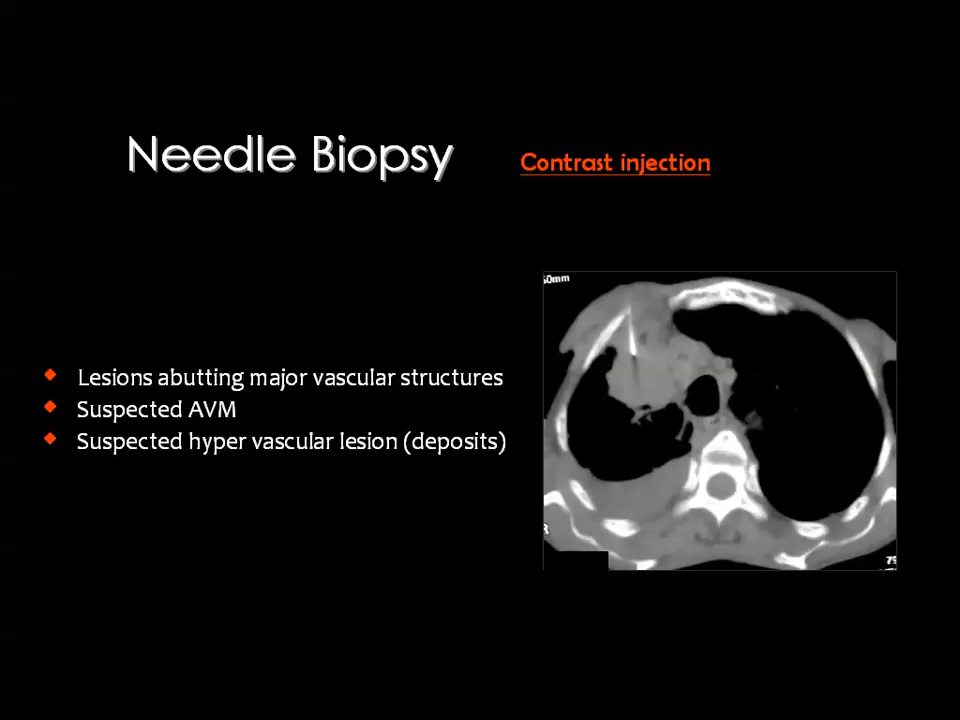 Needle Biopsy
Contrast injection
Lesions abutting major vascular structures
Suspected AVM
Suspected hyper vascular lesion (deposits)
R